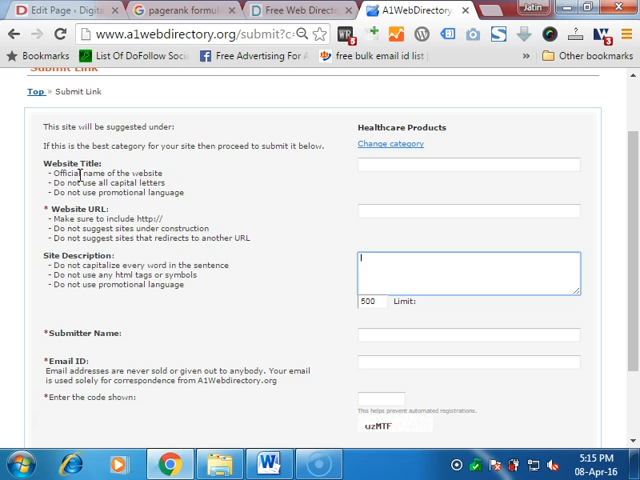 Edit Page ‹ D
pagerank formul
Free Web Direct
A1WebDirectory.o
Jatin
www.a1webdirectory.org/submit?c=
Bookmarks
List Of DoFollow Soci
Free Advertising For
free bulk email id list
Other bookmarks
Submit Link
Top » Submit Link
This site will be suggested under:
Healthcare Products
If this is the best category for your site then proceed to submit it below.
Change category
Website Title:
- Official name of the website
- Do not use all capital letters
- Do not use promotional language
* Website URL:
- Make sure to include http://
- Do not suggest sites under construction
- Do not suggest sites that redirects to another URL
Site Description:
- Do not capitalize every word in the sentence
- Do not use any html tags or symbols
- Do not use promotional language
500 Limit:
*Submitter Name:
*Email ID:
Email addresses are never sold or given out to anybody. Your email
is used solely for correspondence from A1Webdirectory.org
*Enter the code shown:
This helps prevent automated registrations.
uzMTF
5:15 PM
08-Apr-16